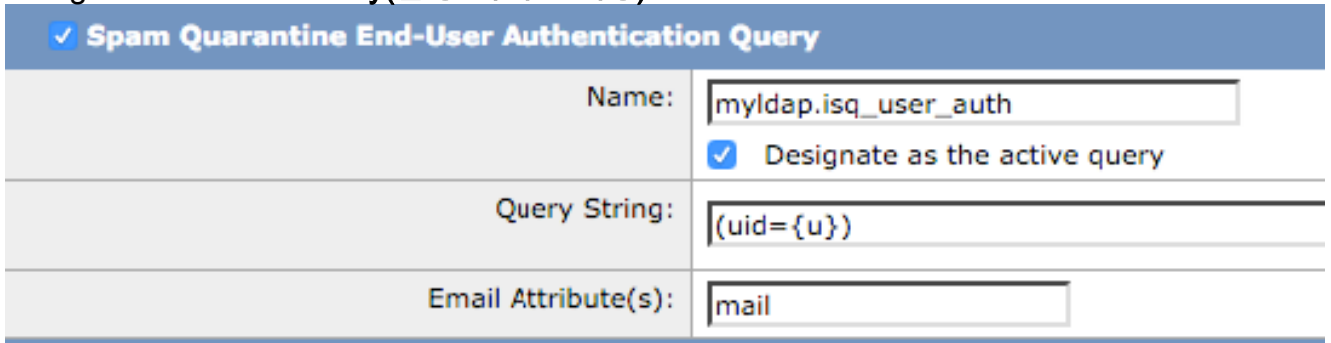 Spam Quarantine End-User Authentication Query
Name:
myldap.isq_user_auth
Designate as the active query
Query String:
(uid={u})
Email Attribute(s):
mail